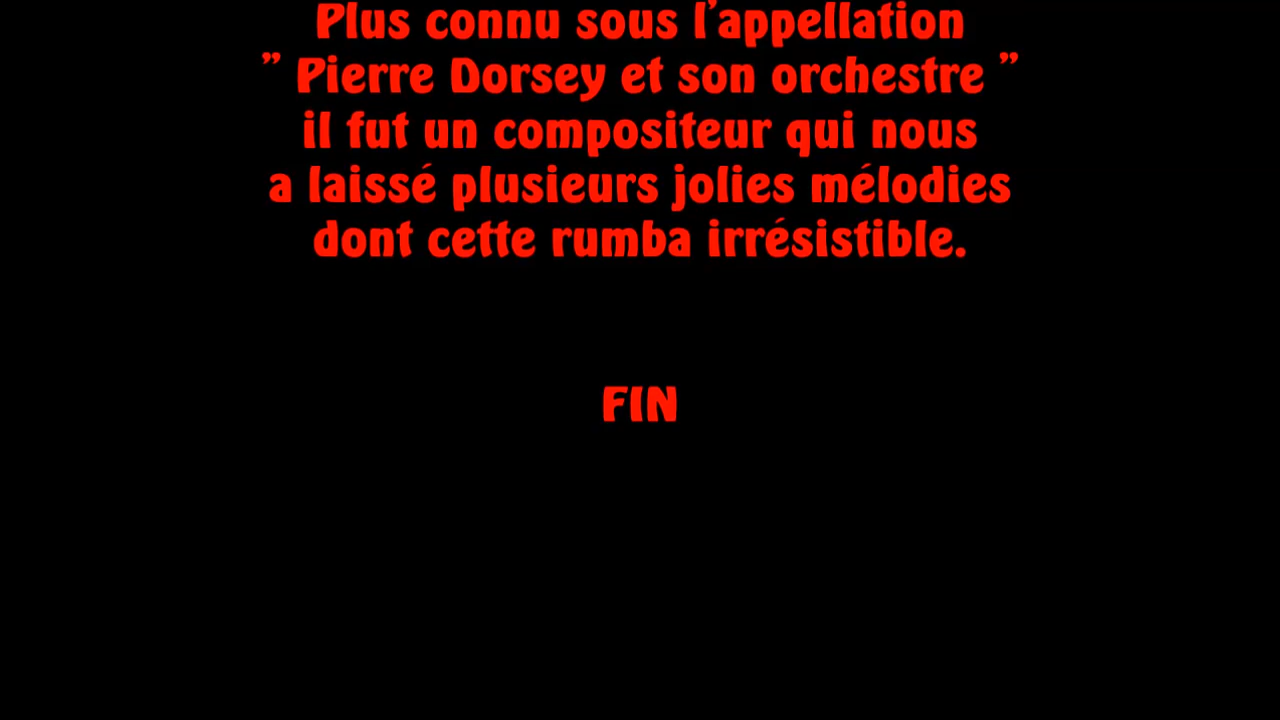 Plus connu sous l'appellation
" Pierre Dorsey et son orchestre "
il fut un compositeur qui nous
a laissé plusieurs jolies mélodies
dont cette rumba irrésistible.
FIN